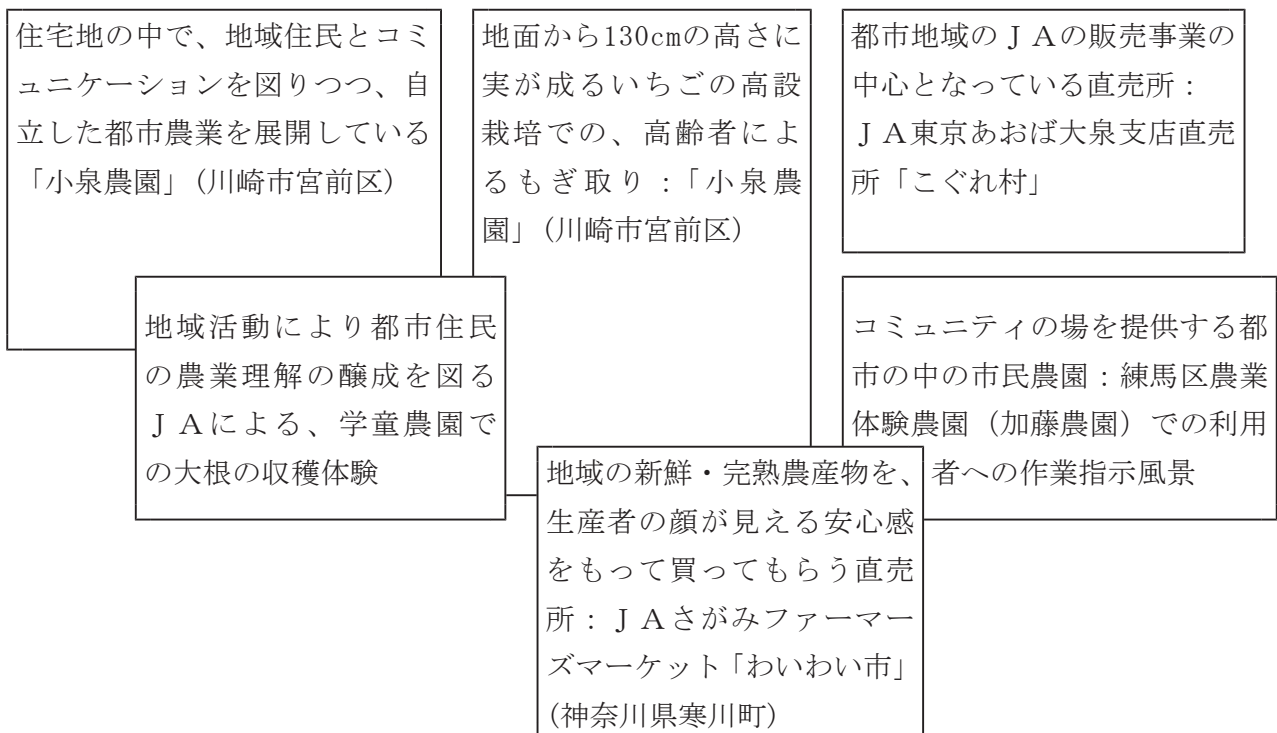 住宅地の中で、地域住民とコミ
ュニケーションを図りつつ、自
立した都市農業を展開している
「小泉農園」(川崎市宮前区)
地面から130cmの高さに
実が成るいちごの高設
栽培での、高齢者によ
るもぎ取り：「小泉農
園」(川崎市宮前区)
都市地域のＪＡの販売事業の
中心となっている直売所：
ＪＡ東京あおば大泉支店直売
所「こぐれ村」
地域活動により都市住民
の農業理解の醸成を図る
ＪＡによる、学童農園で
の大根の収穫体験
コミュニティの場を提供する都
市の中の市民農園：練馬区農業
体験農園（加藤農園）での利用
者への作業指示風景
地域の新鮮・完熟農産物を、
生産者の顔が見える安心感
をもって買ってもらう直売
所：ＪＡさがみファーマー
ズマーケット「わいわい市」
(神奈川県寒川町)